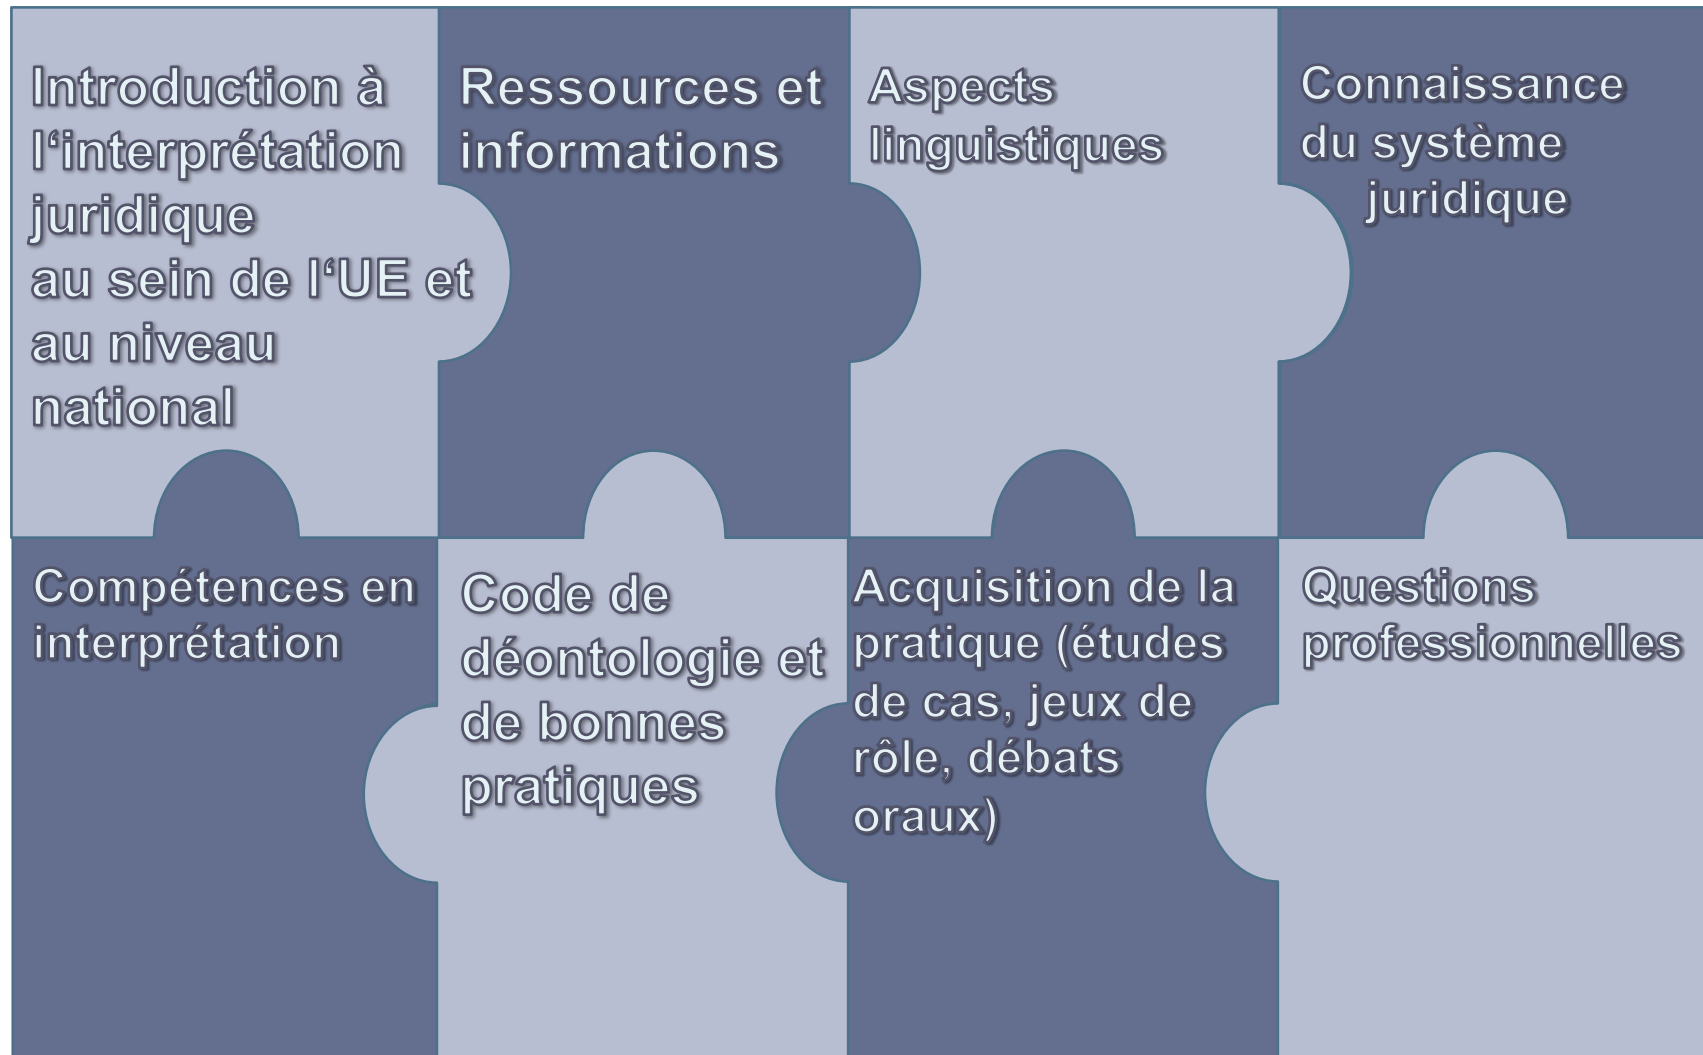 Introduction à
l‘interprétation
juridique
au sein de l‘UE et
au niveau
national
Ressources et
informations
Aspects
linguistiques
Connaissance
du système
juridique
Compétences en
interprétation
Code de
déontologie et
de bonnes
pratiques
Acquisition de la
pratique (études
de cas, jeux de
rôle, débats
oraux)
Questions
professionnelles